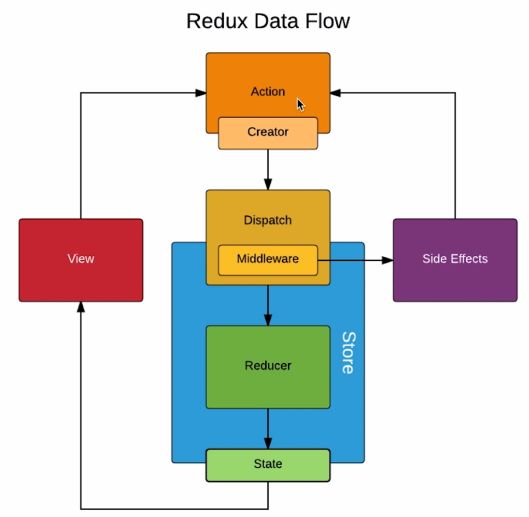 Redux Data Flow
Action
Creator
Dispatch
Middleware
View
Side Effects
Reducer
Store
State